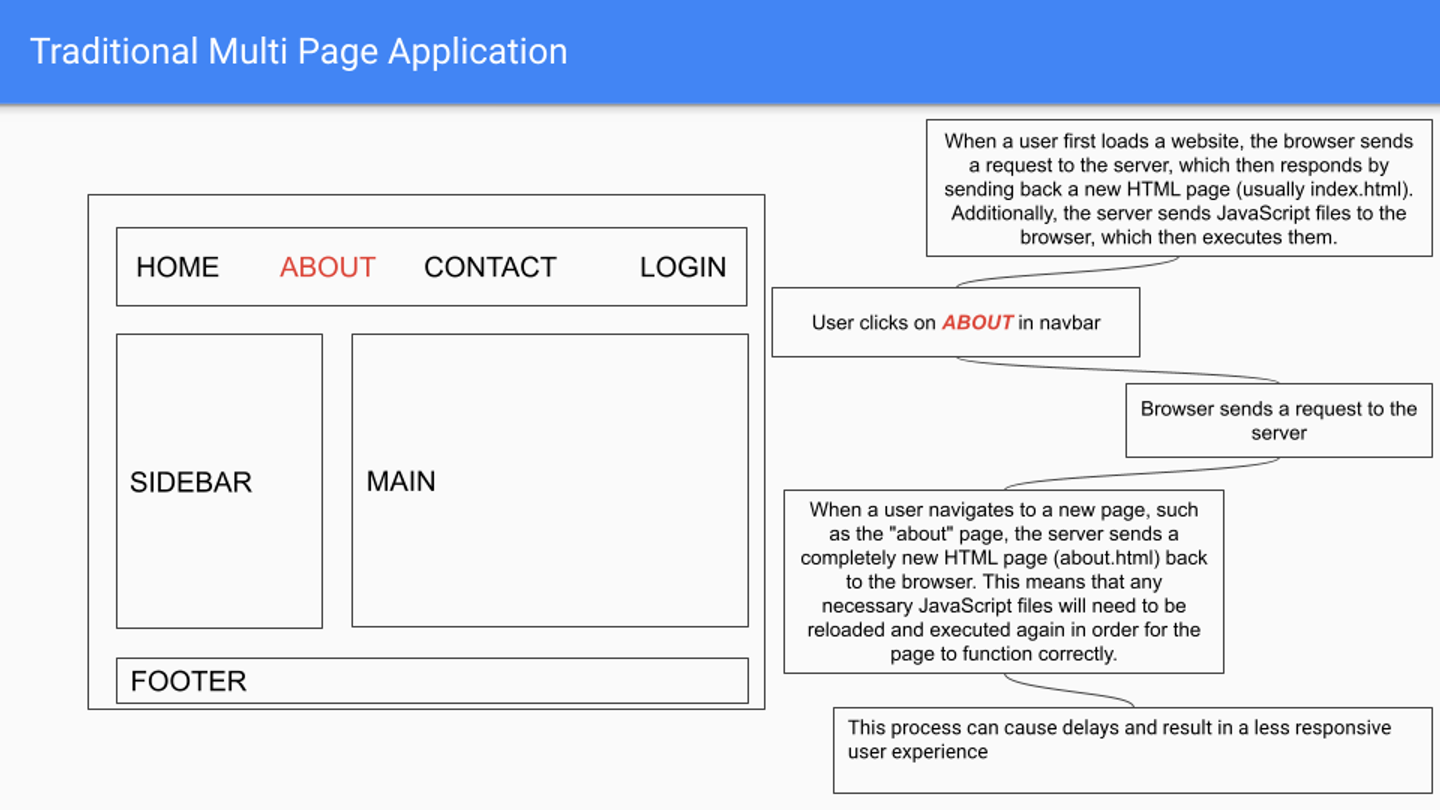 Traditional Multi Page Application
When a user first loads a website, the browser sends
a request to the server, which then responds by
sending back a new HTML page (usually index.html).
Additionally, the server sends JavaScript files to the
browser, which then executes them.
HOME ABOUT CONTACT LOGIN
User clicks on ABOUT in navbar
Browser sends a request to the
server
SIDEBAR
MAIN
When a user navigates to a new page, such
as the "about" page, the server sends a
completely new HTML page (about.html) back
to the browser. This means that any
necessary JavaScript files will need to be
reloaded and executed again in order for the
page to function correctly.
FOOTER
This process can cause delays and result in a less responsive
user experience